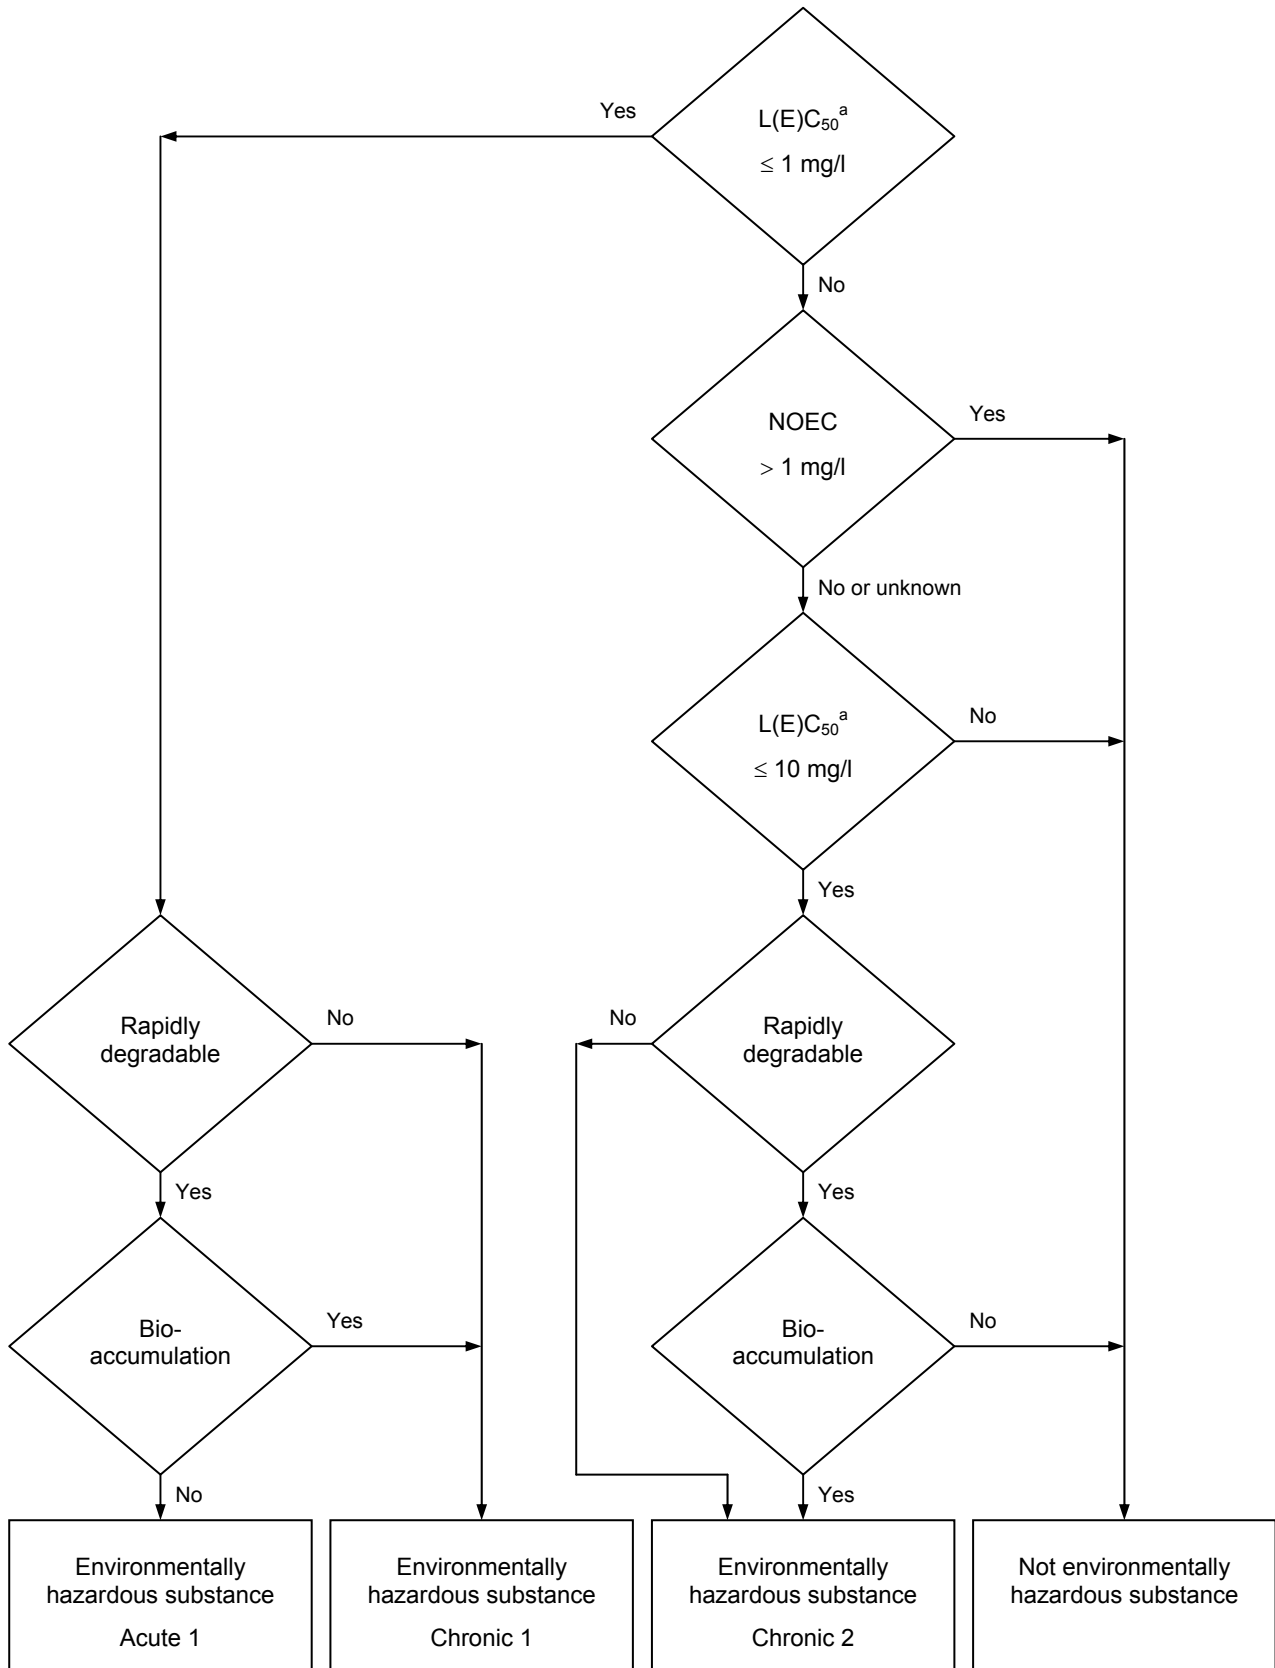 Yes
L(E)C₅₀ᵃ
≤ 1 mg/l
No
NOEC
> 1 mg/l
Yes
No or unknown
L(E)C₅₀ᵃ
≤ 10 mg/l
No
Yes
Rapidly
degradable
No
Yes
No
Rapidly
degradable
Yes
Bio-
accumulation
Yes
No
Bio-
accumulation
No
Yes
Environmentally
hazardous substance
Acute 1
Environmentally
hazardous substance
Chronic 1
Environmentally
hazardous substance
Chronic 2
Not environmentally
hazardous substance